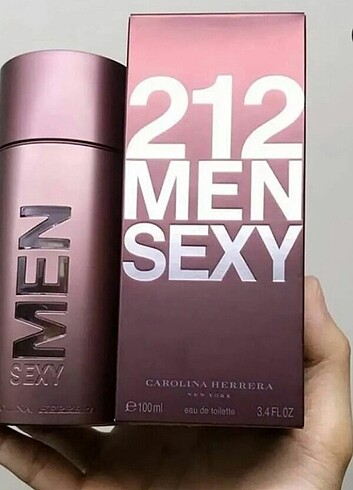 212
MEN
SEXY
CAROLINA HERRERA
NEW YORK
℮100ml
eau de toilette
3.4 FL.OZ
MEN
SEXY